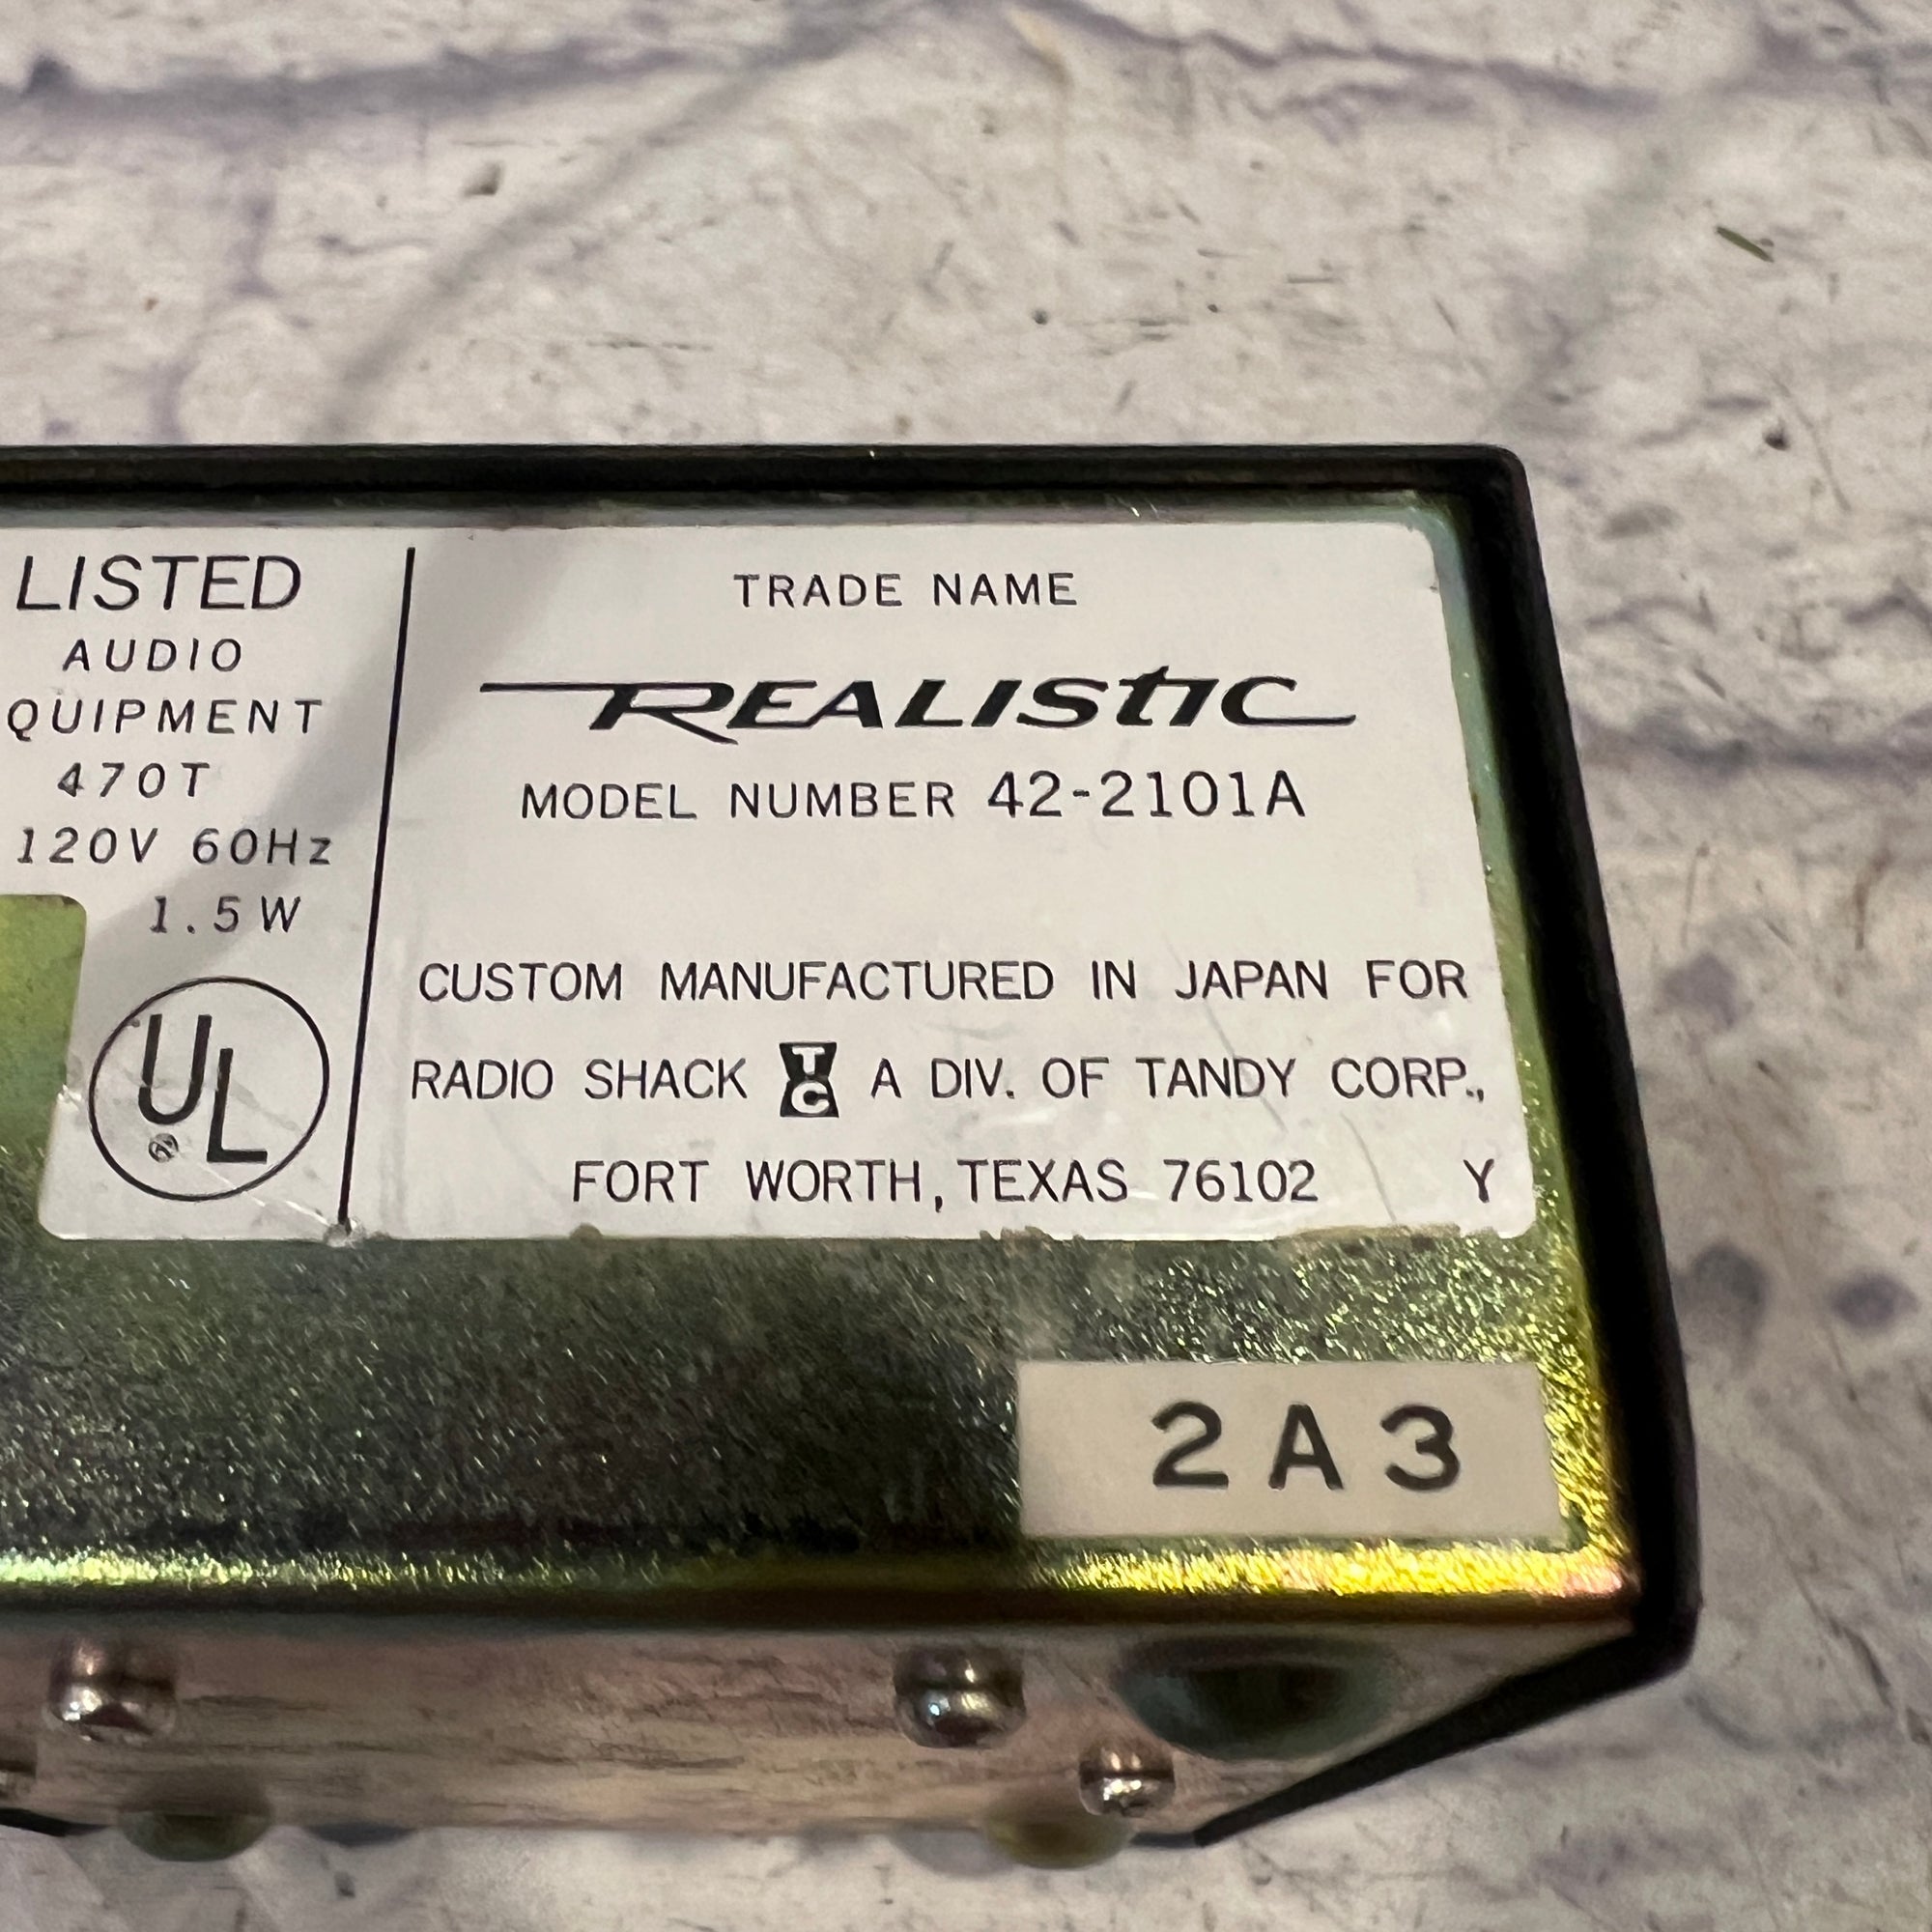 LISTED
AUDIO
QUIPMENT
470T
120V 60Hz
1.5W
UL
®
TRADE NAME
REALISTIC
MODEL NUMBER 42-2101A
CUSTOM MANUFACTURED IN JAPAN FOR
RADIO SHACK TC A DIV. OF TANDY CORP.,
FORT WORTH, TEXAS 76102 Y
2A3